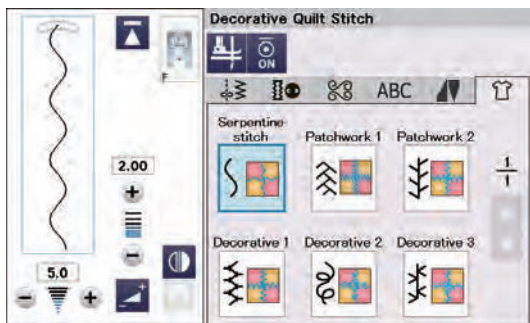 Decorative Quilt Stitch
ON
ABC
F
2.00
5.0
Serpentine
stitch
Patchwork 1
Patchwork 2
1
1
Decorative 1
Decorative 2
Decorative 3